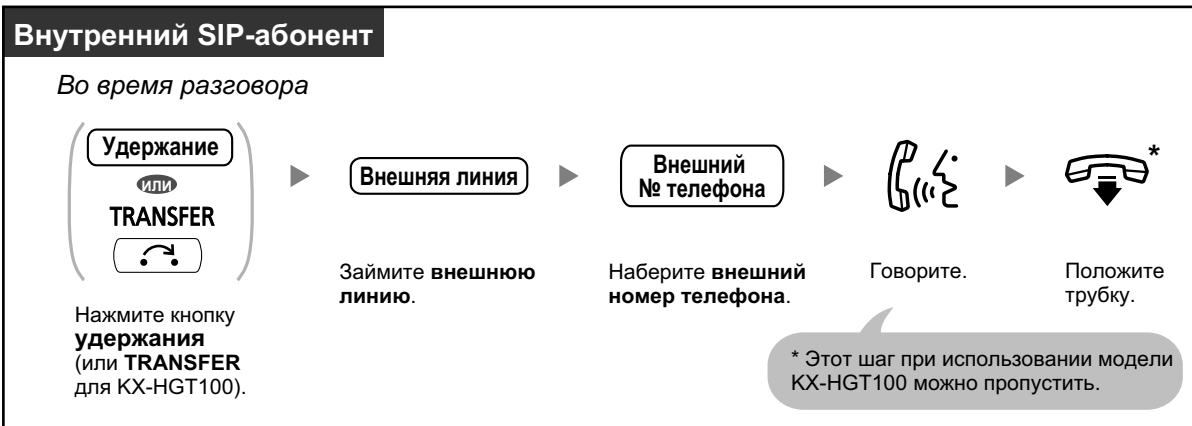 Внутренний SIP-абонент
Во время разговора
Удержание
или
TRANSFER
Нажмите кнопку
удержания
(или TRANSFER
для KX-HGT100).
Внешняя линия
Займите внешнюю
линию.
Внешний
№ телефона
Наберите внешний
номер телефона.
Говорите.
*
Положите
трубку.
* Этот шаг при использовании модели
KX-HGT100 можно пропустить.